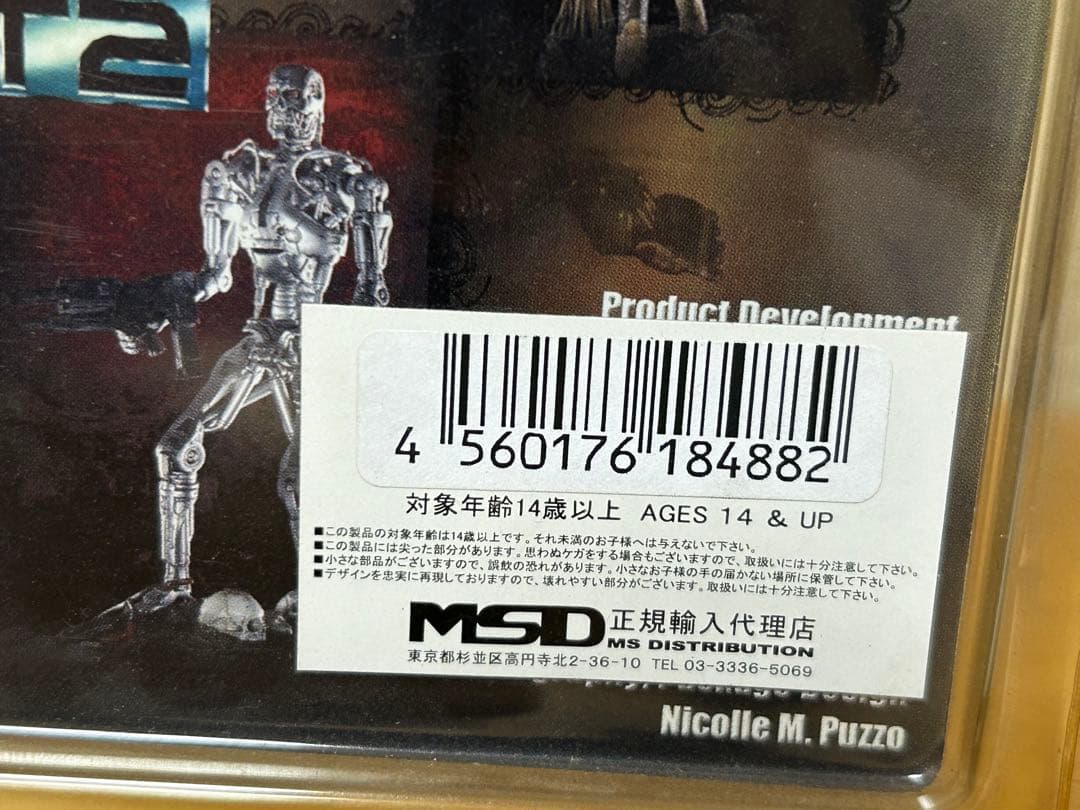 T2
Product Development
4 560176 184882
対象年齢14歳以上 AGES 14 & UP
■この製品の対象年齢は14歳以上です。それ未満のお子様へは与えないで下さい。
■この製品には尖った部分があります。思わぬケガをする場合もございますので、取扱いには十分注意して下さい。
■小さな部品がございますので、誤飲の恐れがあります。小さなお子様の手の届かない場所に保管して下さい。
■デザインを忠実に再現しておりますので、壊れやすい部分がございます。取扱いには十分注意して下さい。
MSD 正規輸入代理店
MS DISTRIBUTION
東京都杉並区高円寺北2-36-10 TEL 03-3336-5069
Package Design
Nicolle M. Puzzo